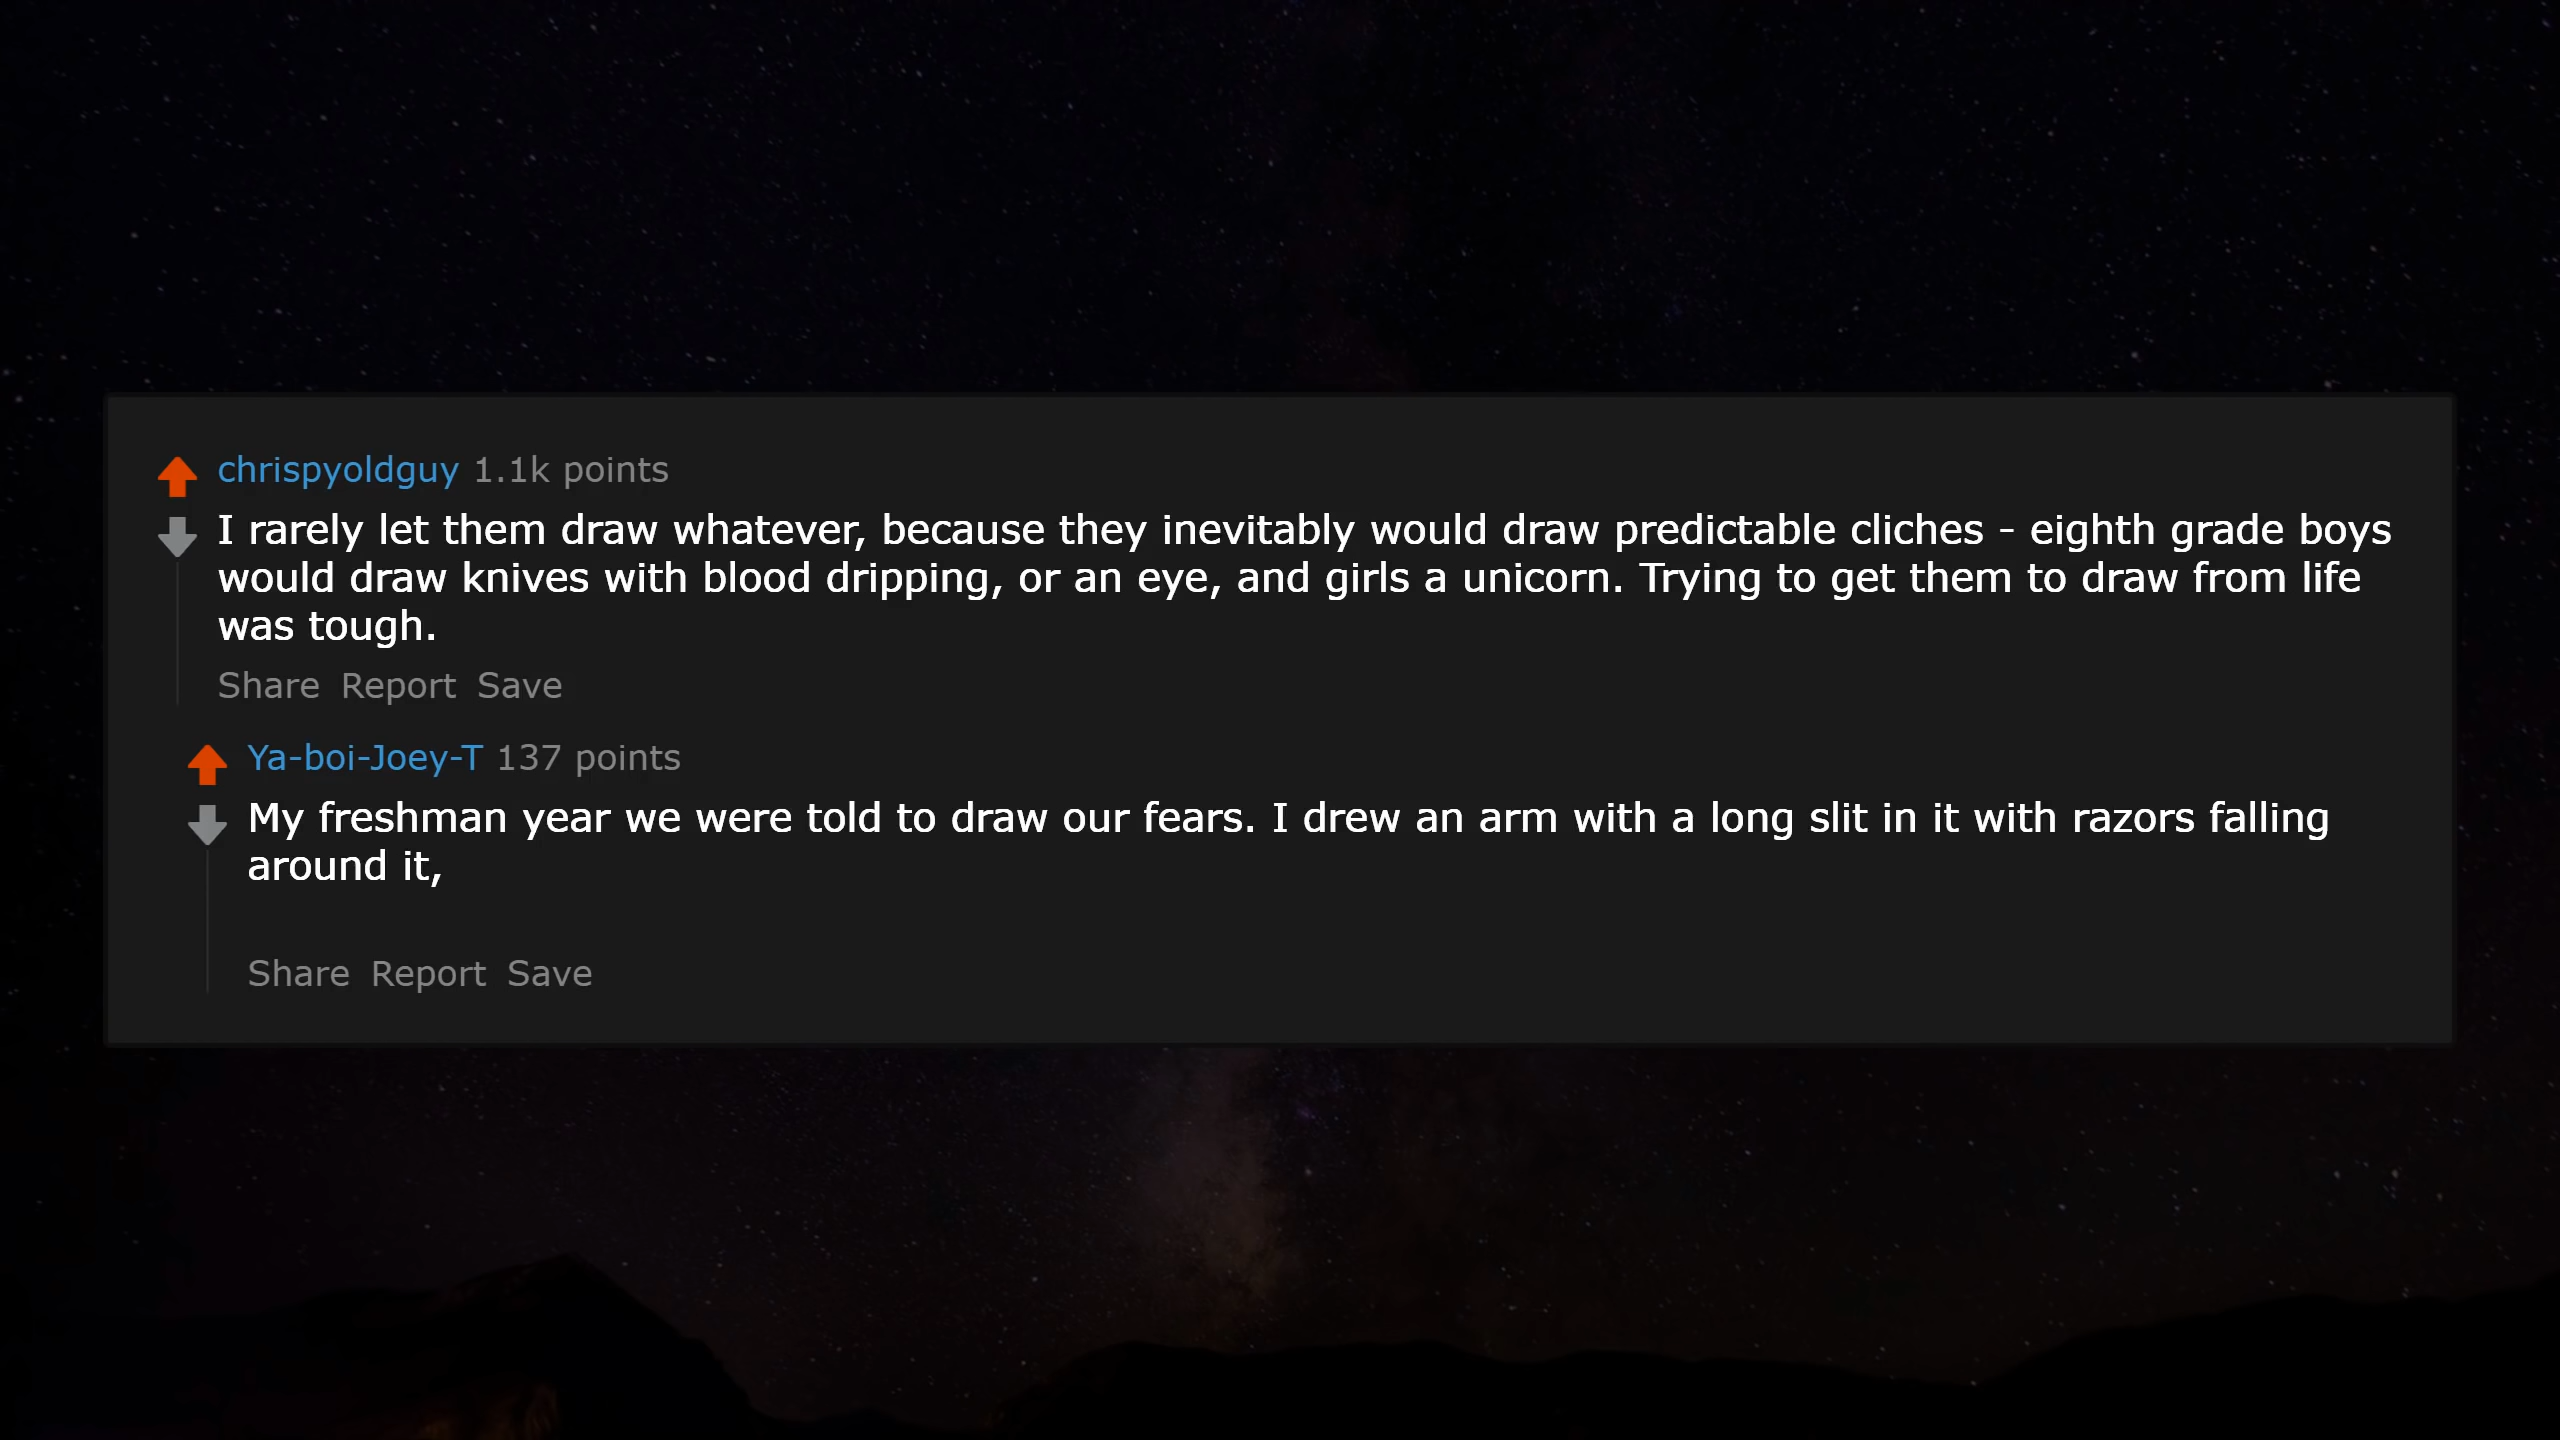 chrispyoldguy 1.1k points
I rarely let them draw whatever, because they inevitably would draw predictable cliches - eighth grade boys
would draw knives with blood dripping, or an eye, and girls a unicorn. Trying to get them to draw from life
was tough.
Share Report Save
Ya-boi-Joey-T 137 points
My freshman year we were told to draw our fears. I drew an arm with a long slit in it with razors falling
around it,
Share Report Save